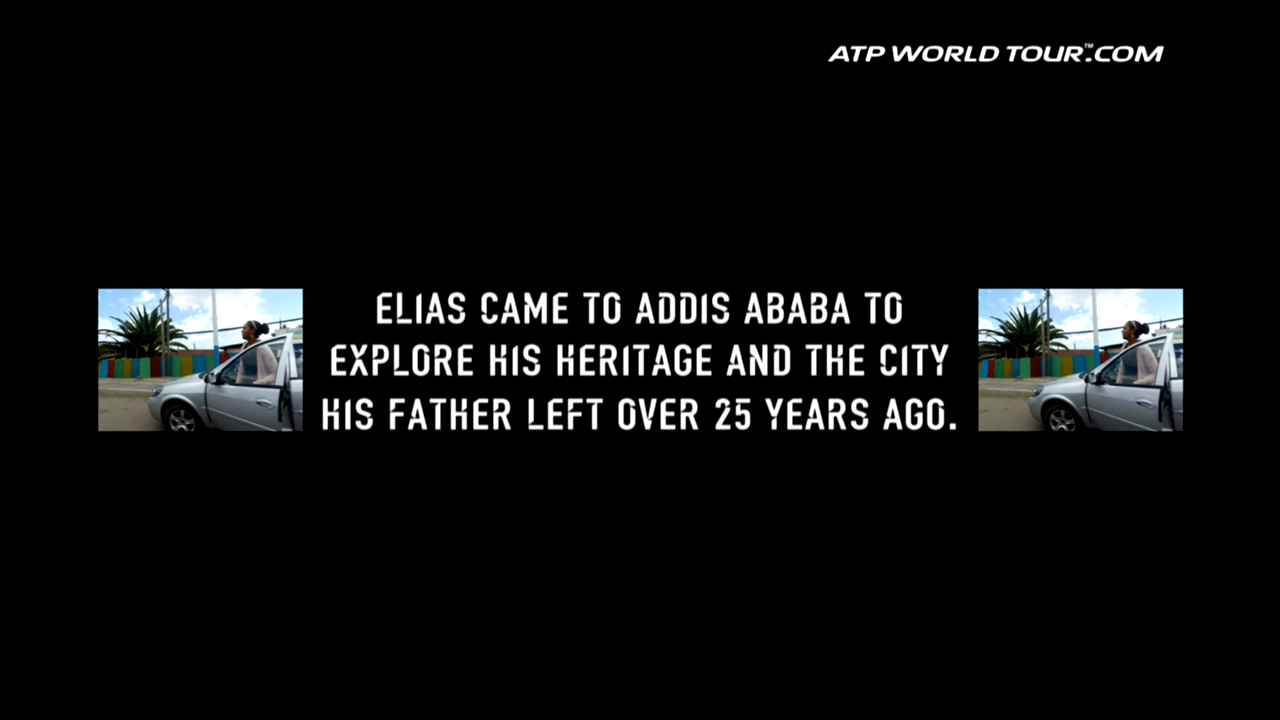 ATP WORLD TOUR™.COM
ELIAS CAME TO ADDIS ABABA TO
EXPLORE HIS HERITAGE AND THE CITY
HIS FATHER LEFT OVER 25 YEARS AGO.